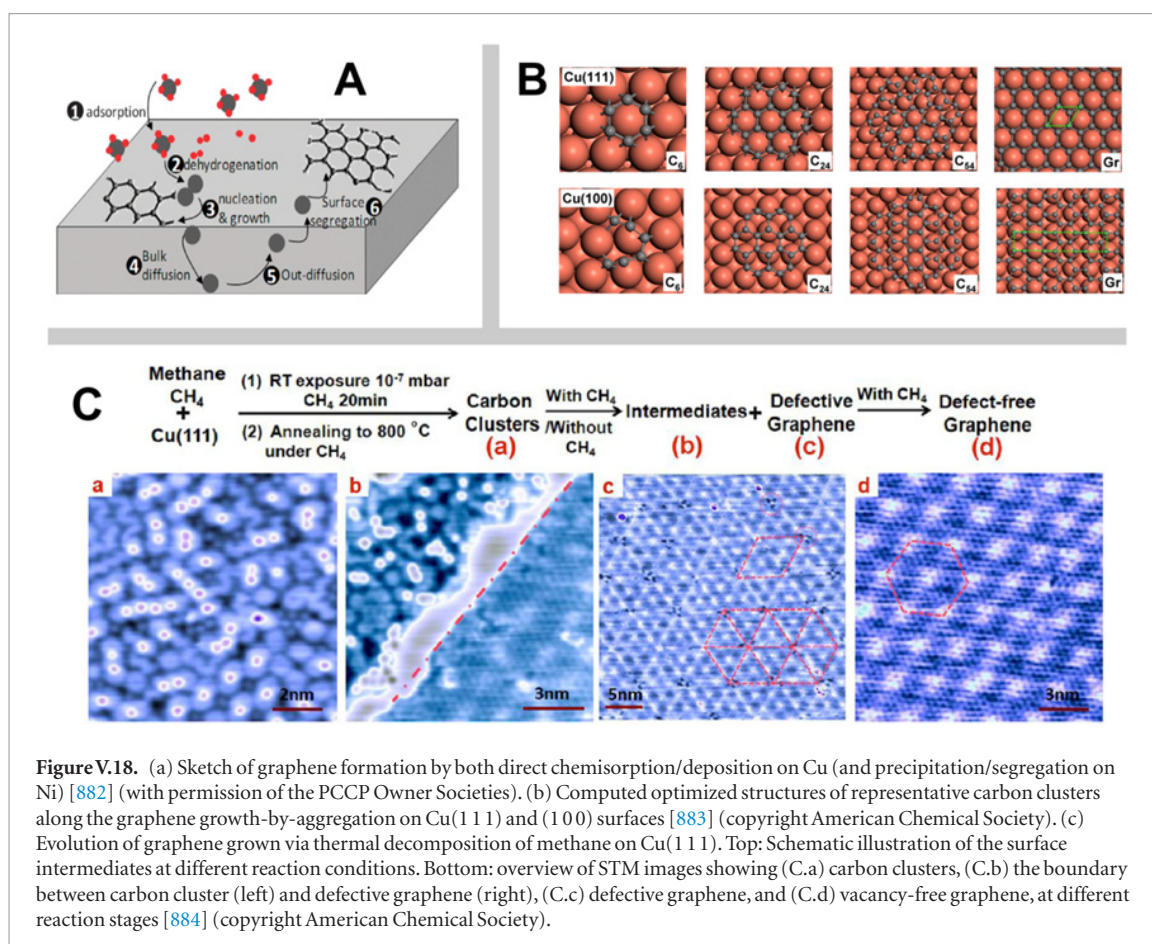 A
❶ adsorption
❷ dehydrogenation
❸ nucleation
& growth
❹ Bulk
diffusion
❺ Out-diffusion
Surface ❻
segregation
B
Cu(111)
C₆
C₂₄
C₅₄
Gr
Cu(100)
C₆
C₂₄
C₅₄
Gr
C
Methane
CH₄
+
Cu(111)
(1) RT exposure 10⁻⁷ mbar
CH₄ 20min
(2) Annealing to 800 °C
under CH₄
Carbon
Clusters
(a)
With CH₄
/Without
CH₄
Intermediates
(b)
+
Defective
Graphene
(c)
With CH₄
Defect-free
Graphene
(d)
a
2nm
b
3nm
c
5nm
d
3nm
Figure V.18. (a) Sketch of graphene formation by both direct chemisorption/deposition on Cu (and precipitation/segregation on
Ni) [882] (with permission of the PCCP Owner Societies). (b) Computed optimized structures of representative carbon clusters
along the graphene growth-by-aggregation on Cu(1 1 1) and (1 0 0) surfaces [883] (copyright American Chemical Society). (c)
Evolution of graphene grown via thermal decomposition of methane on Cu(1 1 1). Top: Schematic illustration of the surface
intermediates at different reaction conditions. Bottom: overview of STM images showing (C.a) carbon clusters, (C.b) the boundary
between carbon cluster (left) and defective graphene (right), (C.c) defective graphene, and (C.d) vacancy-free graphene, at different
reaction stages [884] (copyright American Chemical Society).